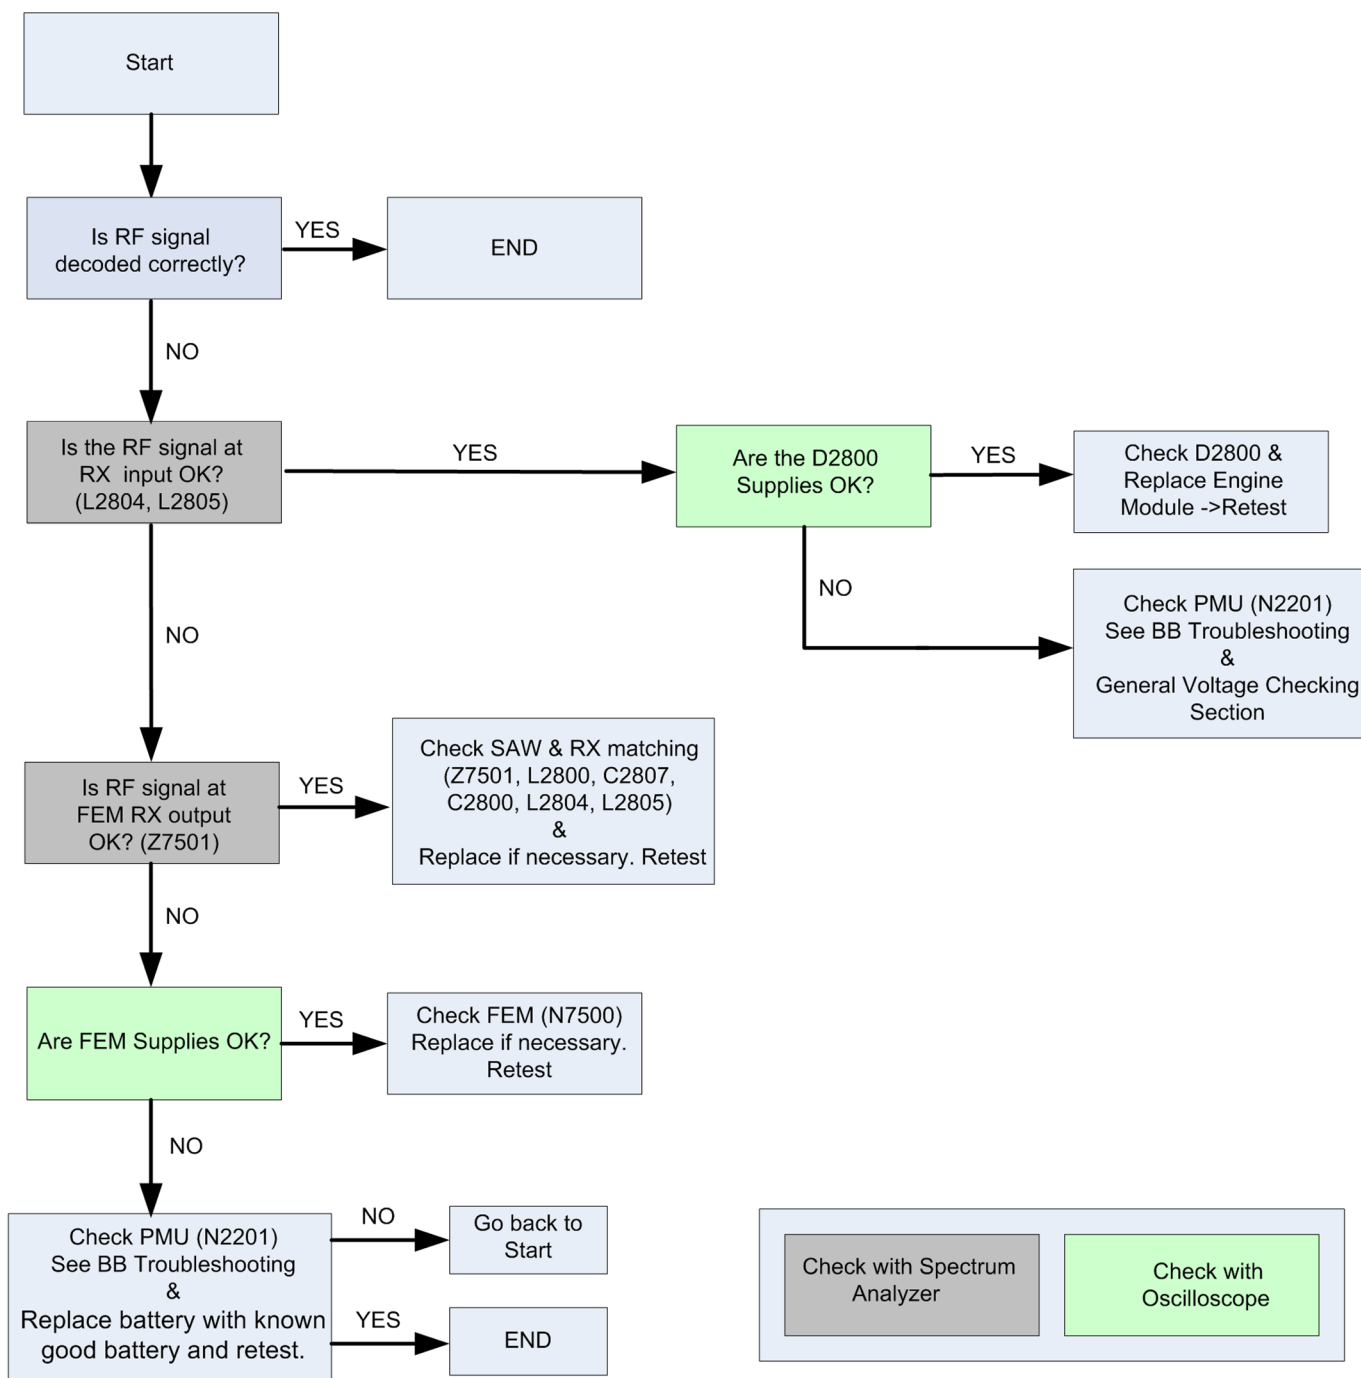 Start
Is RF signal
decoded correctly?
YES
END
NO
Is the RF signal at
RX input OK?
(L2804, L2805)
YES
Are the D2800
Supplies OK?
YES
Check D2800 &
Replace Engine
Module ->Retest
NO
Check PMU (N2201)
See BB Troubleshooting
&
General Voltage Checking
Section
NO
Is RF signal at
FEM RX output
OK? (Z7501)
YES
Check SAW & RX matching
(Z7501, L2800, C2807,
C2800, L2804, L2805)
&
Replace if necessary. Retest
NO
Are FEM Supplies OK?
YES
Check FEM (N7500)
Replace if necessary.
Retest
NO
Check PMU (N2201)
See BB Troubleshooting
&
Replace battery with known
good battery and retest.
NO
Go back to
Start
YES
END
Check with Spectrum
Analyzer
Check with
Oscilloscope